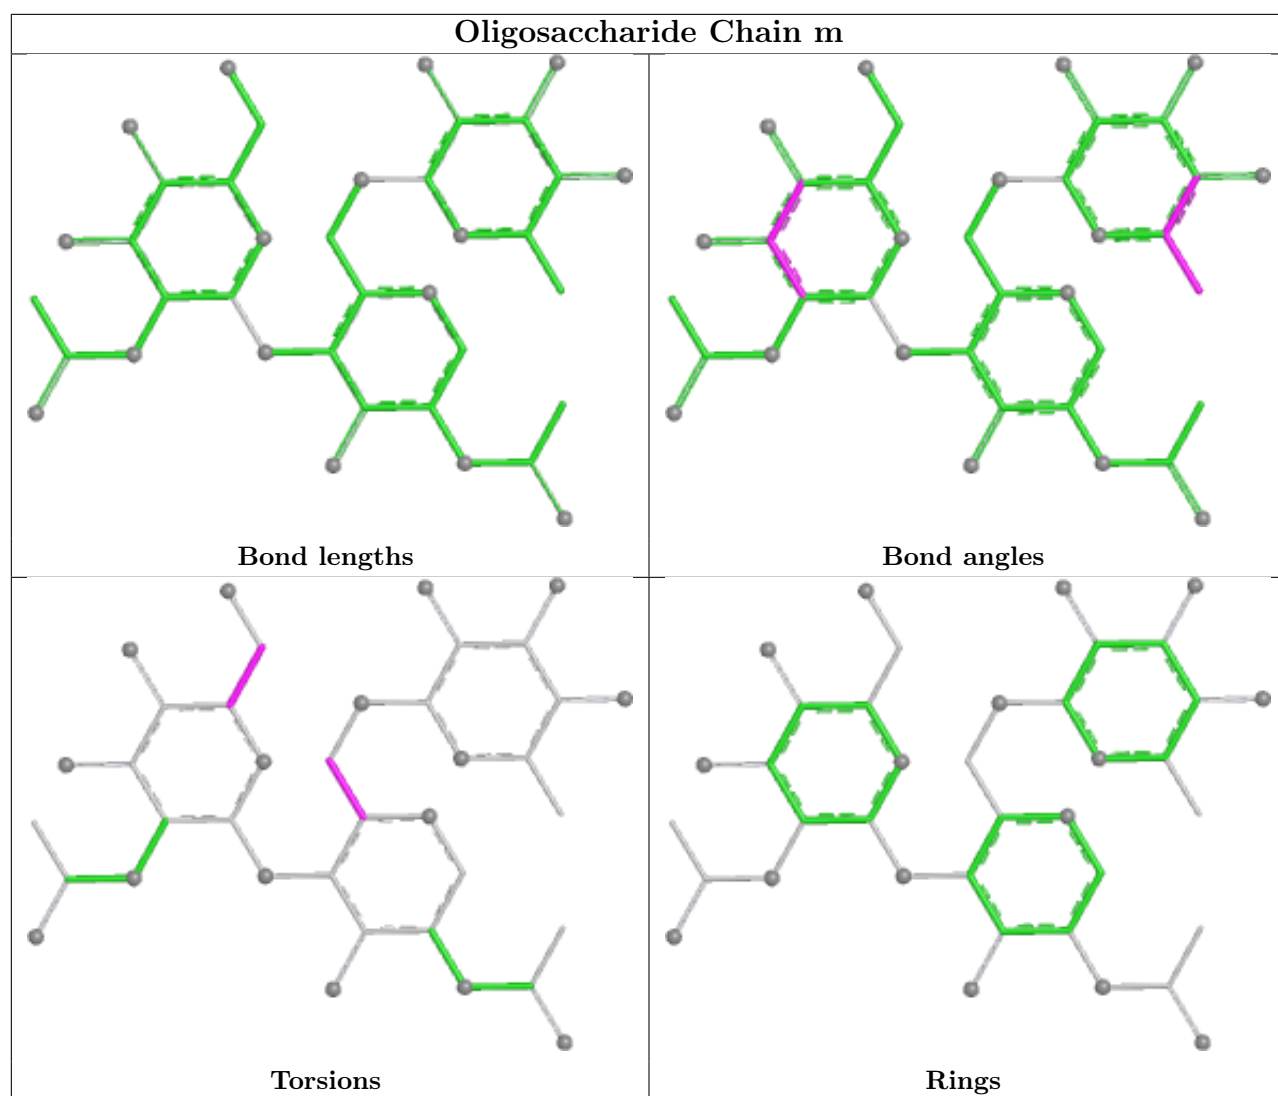 Oligosaccharide Chain m
Bond lengths
Bond angles
Torsions
Rings